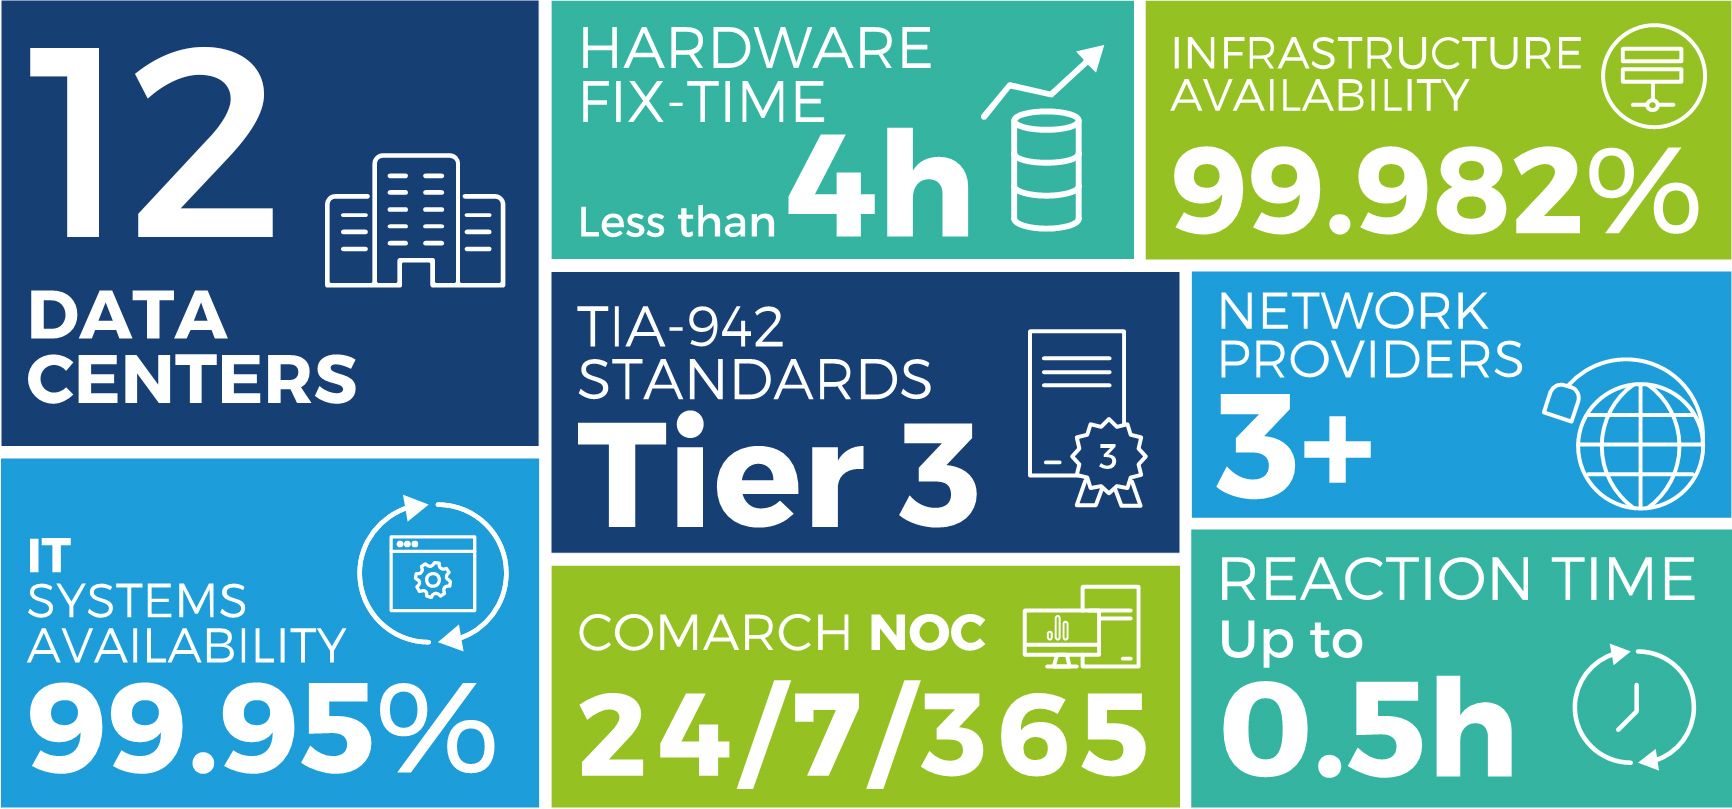 12
DATA
CENTERS
HARDWARE
FIX-TIME
Less than 4h
INFRASTRUCTURE
AVAILABILITY
99.982%
TIA-942
STANDARDS
Tier 3
3
NETWORK
PROVIDERS
3+
IT
SYSTEMS
AVAILABILITY
99.95%
COMARCH NOC
24/7/365
REACTION TIME
Up to
0.5h